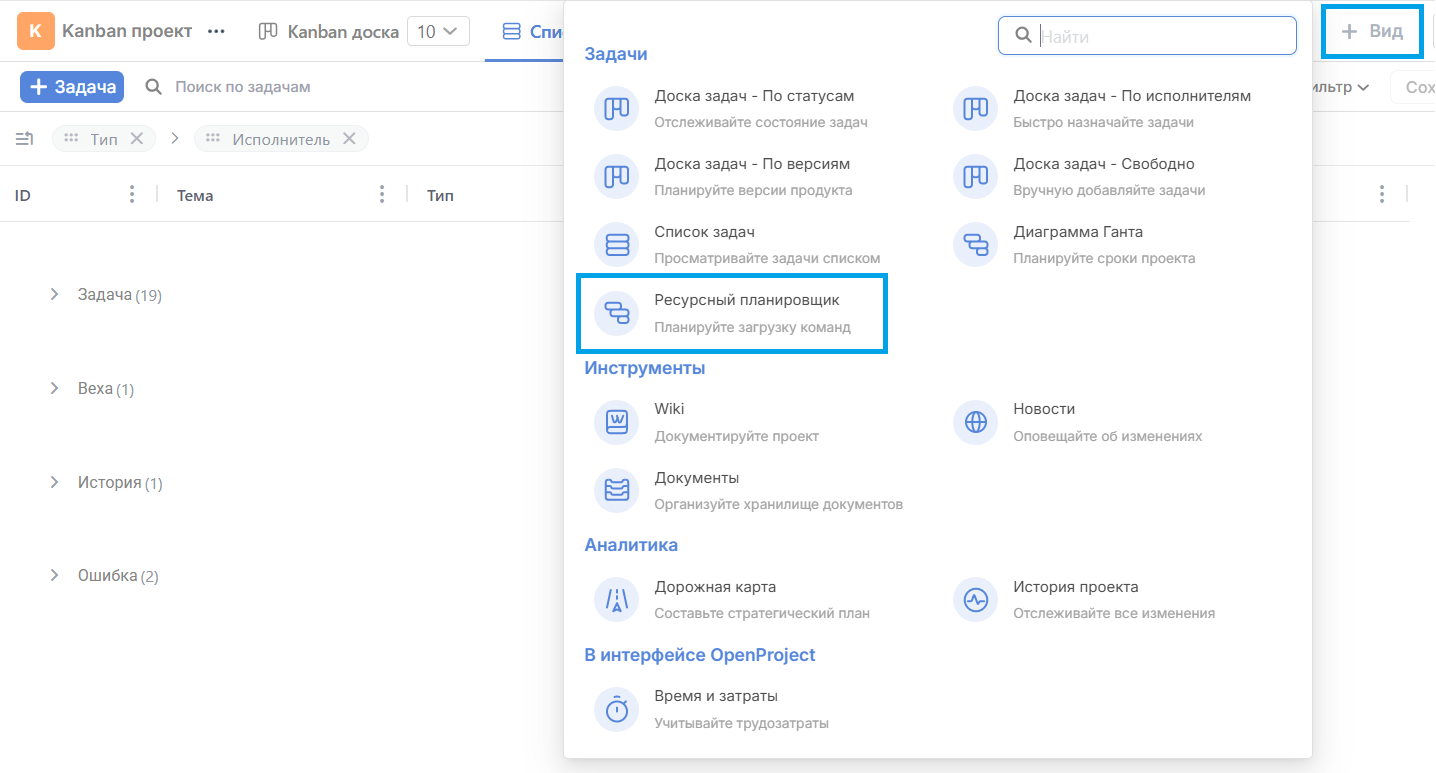 K Kanban проект Kanban доска 10 Спи
Вид
Задача Поиск по задачам
ильтр Сох
Тип Исполнитель
ID Тема Тип
Задача (19)
Веха (1)
История (1)
Ошибка (2)
Найти
Задачи
Доска задач - По статусам
Отслеживайте состояние задач
Доска задач - По исполнителям
Быстро назначайте задачи
Доска задач - По версиям
Планируйте версии продукта
Доска задач - Свободно
Вручную добавляйте задачи
Список задач
Просматривайте задачи списком
Диаграмма Ганта
Планируйте сроки проекта
Ресурсный планировщик
Планируйте загрузку команд
Инструменты
Wiki
Документируйте проект
Новости
Оповещайте об изменениях
Документы
Организуйте хранилище документов
Аналитика
Дорожная карта
Составьте стратегический план
История проекта
Отслеживайте все изменения
В интерфейсе OpenProject
Время и затраты
Учитывайте трудозатраты